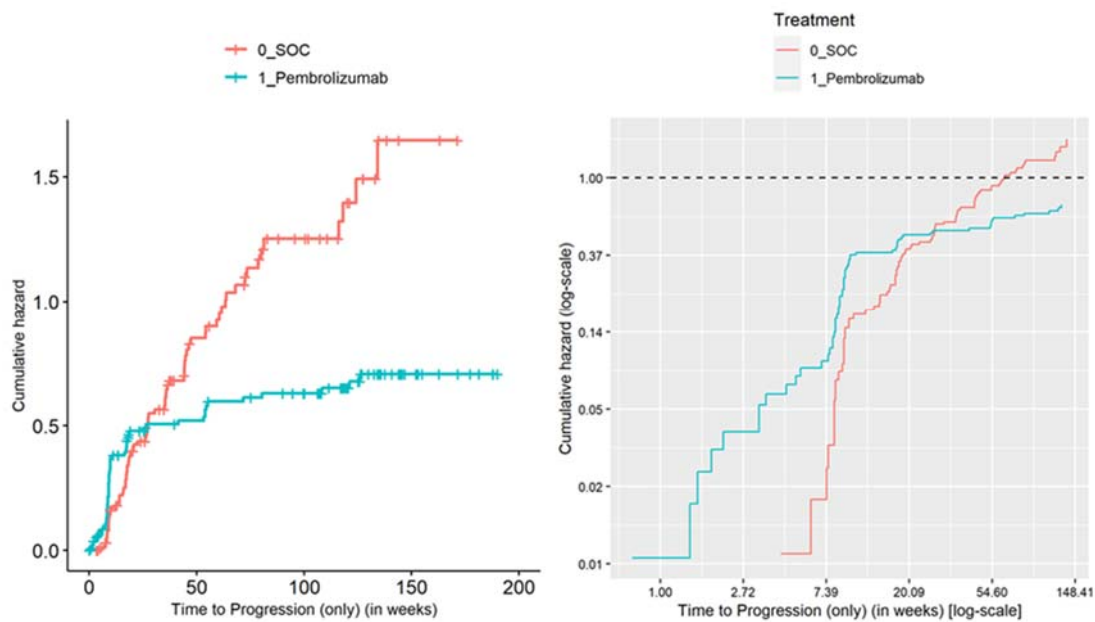 0_SOC
1_Pembrolizumab
Cumulative hazard
1.5
1.0
0.5
0.0
0 50 100 150 200
Time to Progression (only) (in weeks)
Treatment
0_SOC
1_Pembrolizumab
Cumulative hazard (log-scale)
1.00
0.37
0.14
0.05
0.02
0.01
1.00 2.72 7.39 20.09 54.60 148.41
Time to Progression (only) (in weeks) [log-scale]